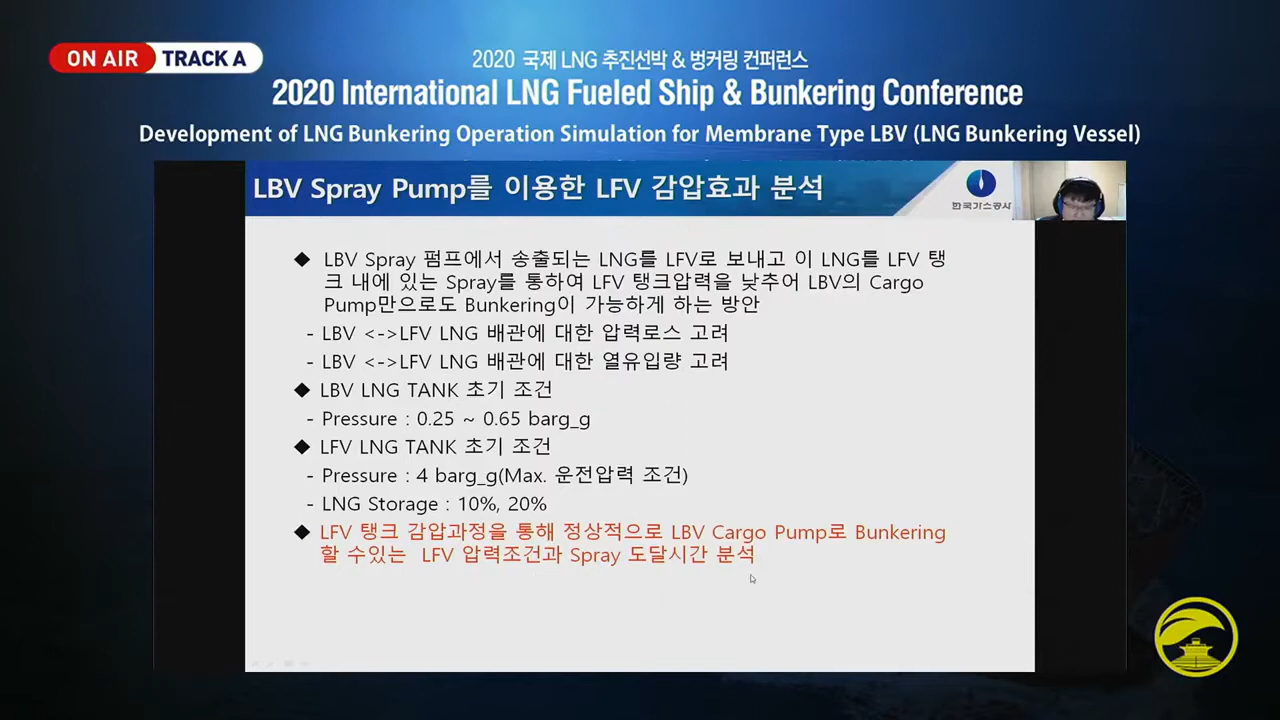 ON AIR TRACK A
2020 국제 LNG 추진선박 & 벙커링 컨퍼런스
2020 International LNG Fueled Ship & Bunkering Conference
Development of LNG Bunkering Operation Simulation for Membrane Type LBV (LNG Bunkering Vessel)
LBV Spray Pump를 이용한 LFV 감압효과 분석
한국가스공사
◆ LBV Spray 펌프에서 송출되는 LNG를 LFV로 보내고 이 LNG를 LFV 탱
크 내에 있는 Spray를 통하여 LFV 탱크압력을 낮추어 LBV의 Cargo
Pump만으로도 Bunkering이 가능하게 하는 방안
- LBV <->LFV LNG 배관에 대한 압력로스 고려
- LBV <->LFV LNG 배관에 대한 열유입량 고려
◆ LBV LNG TANK 초기 조건
- Pressure : 0.25 ~ 0.65 barg_g
◆ LFV LNG TANK 초기 조건
- Pressure : 4 barg_g(Max. 운전압력 조건)
- LNG Storage : 10%, 20%
◆ LFV 탱크 감압과정을 통해 정상적으로 LBV Cargo Pump로 Bunkering
할 수있는 LFV 압력조건과 Spray 도달시간 분석